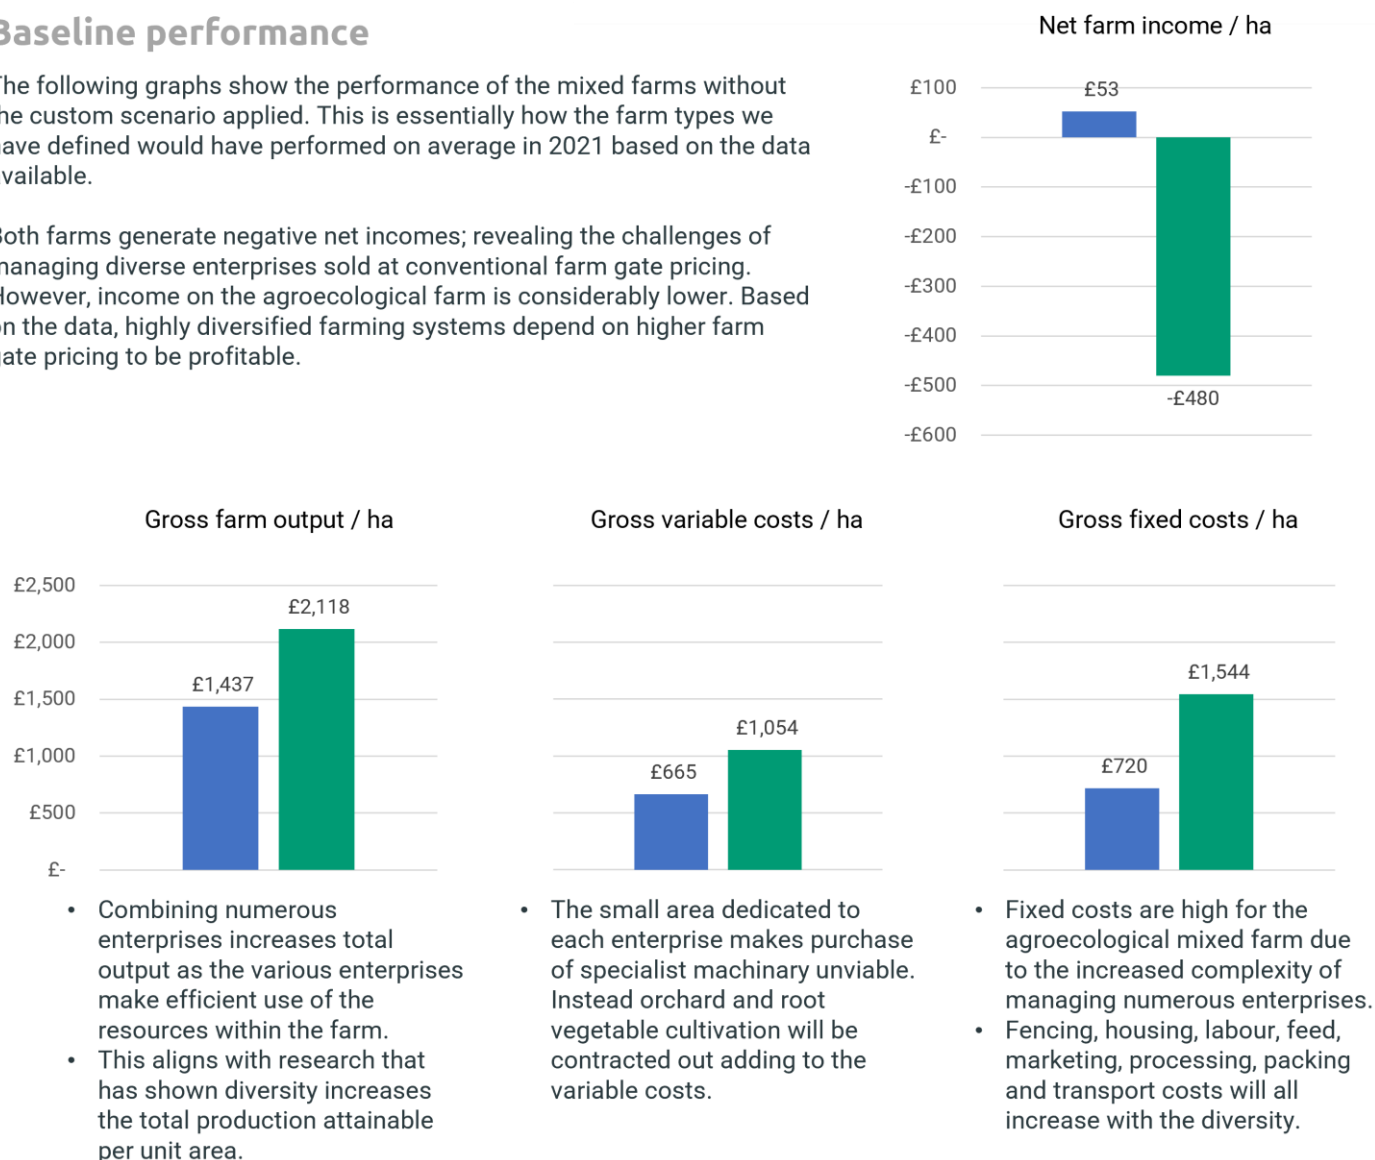 Baseline performance
The following graphs show the performance of the mixed farms without
the custom scenario applied. This is essentially how the farm types we
have defined would have performed on average in 2021 based on the data
available.
Both farms generate negative net incomes; revealing the challenges of
managing diverse enterprises sold at conventional farm gate pricing.
However, income on the agroecological farm is considerably lower. Based
on the data, highly diversified farming systems depend on higher farm
gate pricing to be profitable.
Net farm income / ha
£100
£-
-£100
-£200
-£300
-£400
-£500
-£600
£53
-£480
Gross farm output / ha
£2,500
£2,000
£1,500
£1,000
£500
£-
£1,437
£2,118
• Combining numerous
enterprises increases total
output as the various enterprises
make efficient use of the
resources within the farm.
• This aligns with research that
has shown diversity increases
the total production attainable
per unit area.
Gross variable costs / ha
£665
£1,054
• The small area dedicated to
each enterprise makes purchase
of specialist machinary unviable.
Instead orchard and root
vegetable cultivation will be
contracted out adding to the
variable costs.
Gross fixed costs / ha
£720
£1,544
• Fixed costs are high for the
agroecological mixed farm due
to the increased complexity of
managing numerous enterprises.
• Fencing, housing, labour, feed,
marketing, processing, packing
and transport costs will all
increase with the diversity.